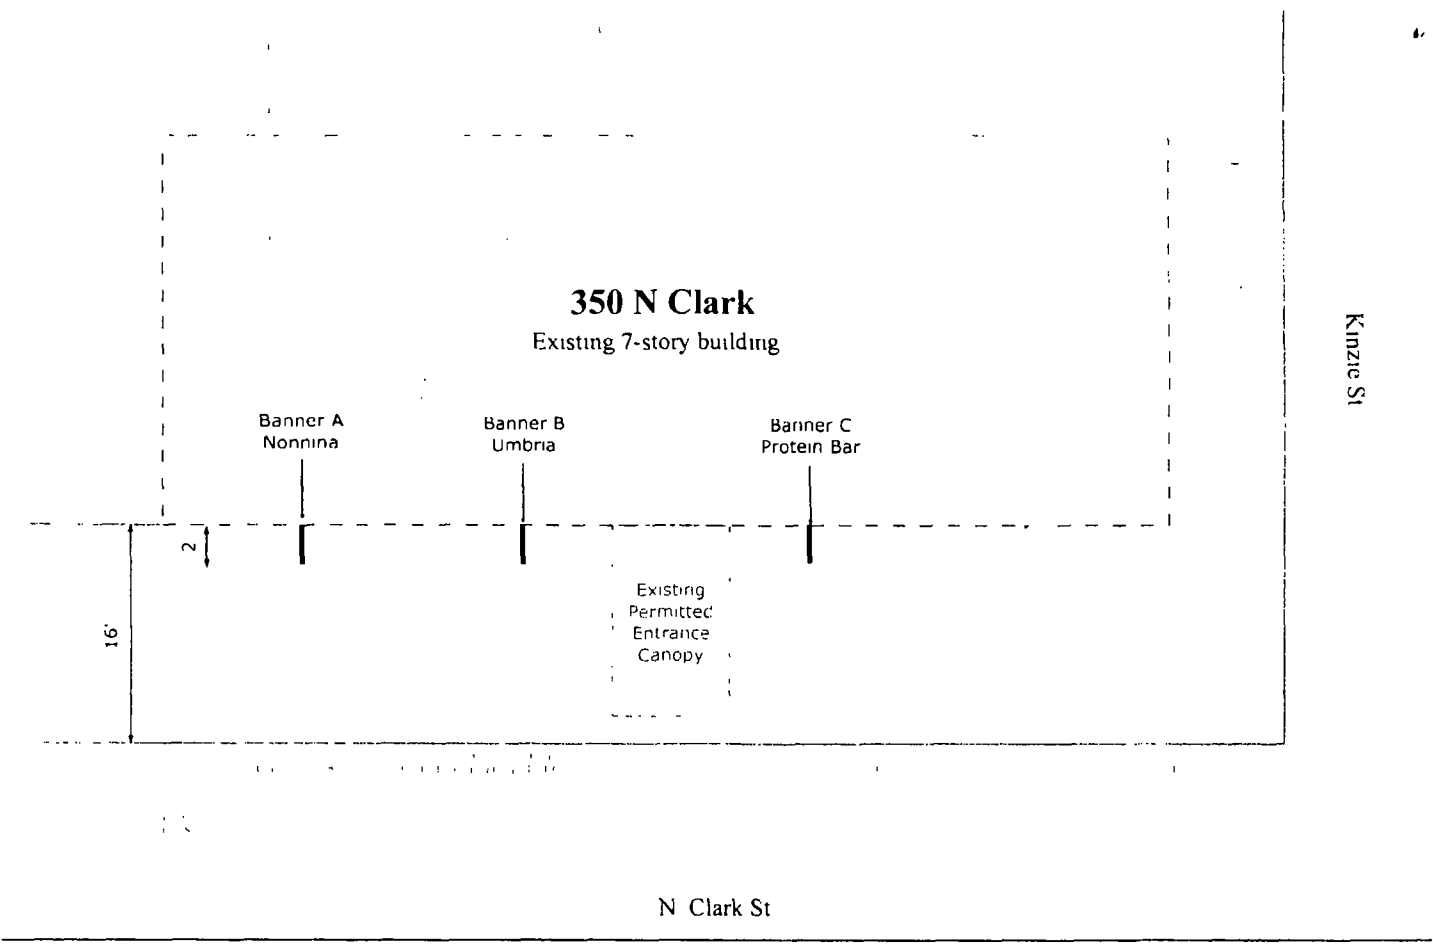 350 N Clark
Existing 7-story building
Kinzie St
Banner A
Nonnina
Banner B
Umbria
Banner C
Protein Bar
2
16'
Existing
Permitted
Entrance
Canopy
N Clark St